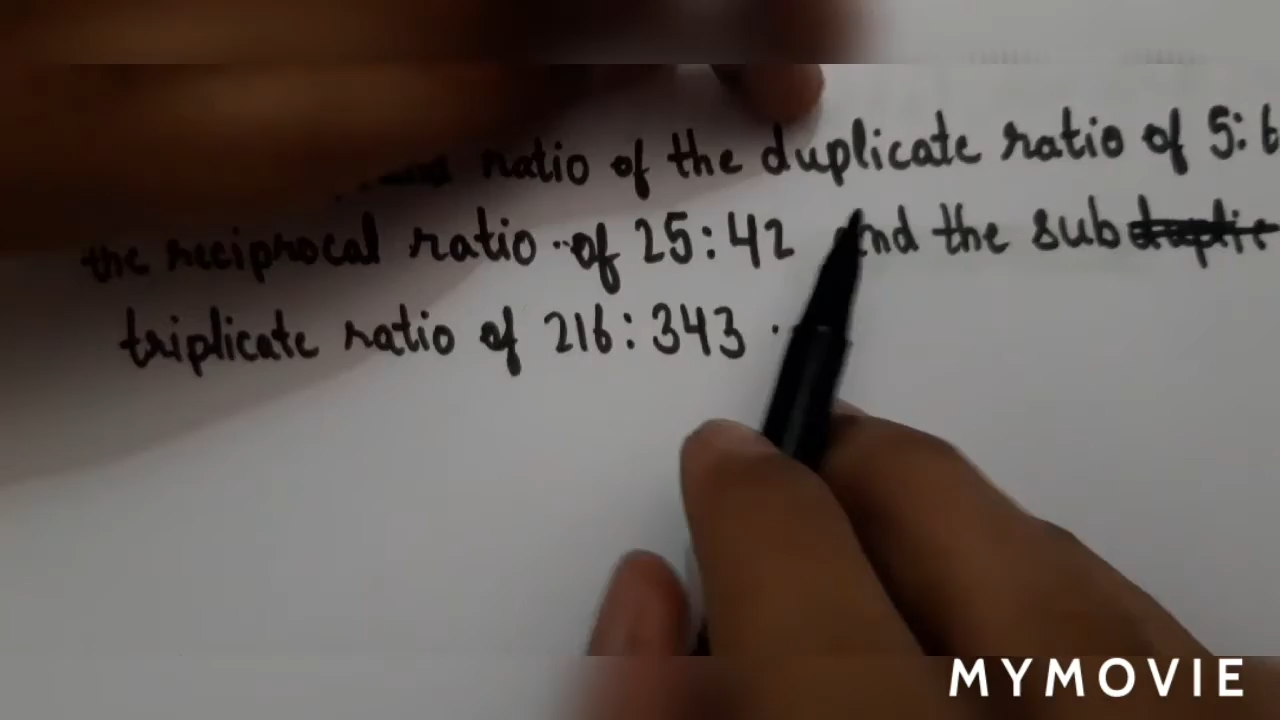 ratio of the duplicate ratio of 5:6
the reciprocal ratio of 25:42 and the sub
triplicate ratio of 216:343.
MYMOVIE